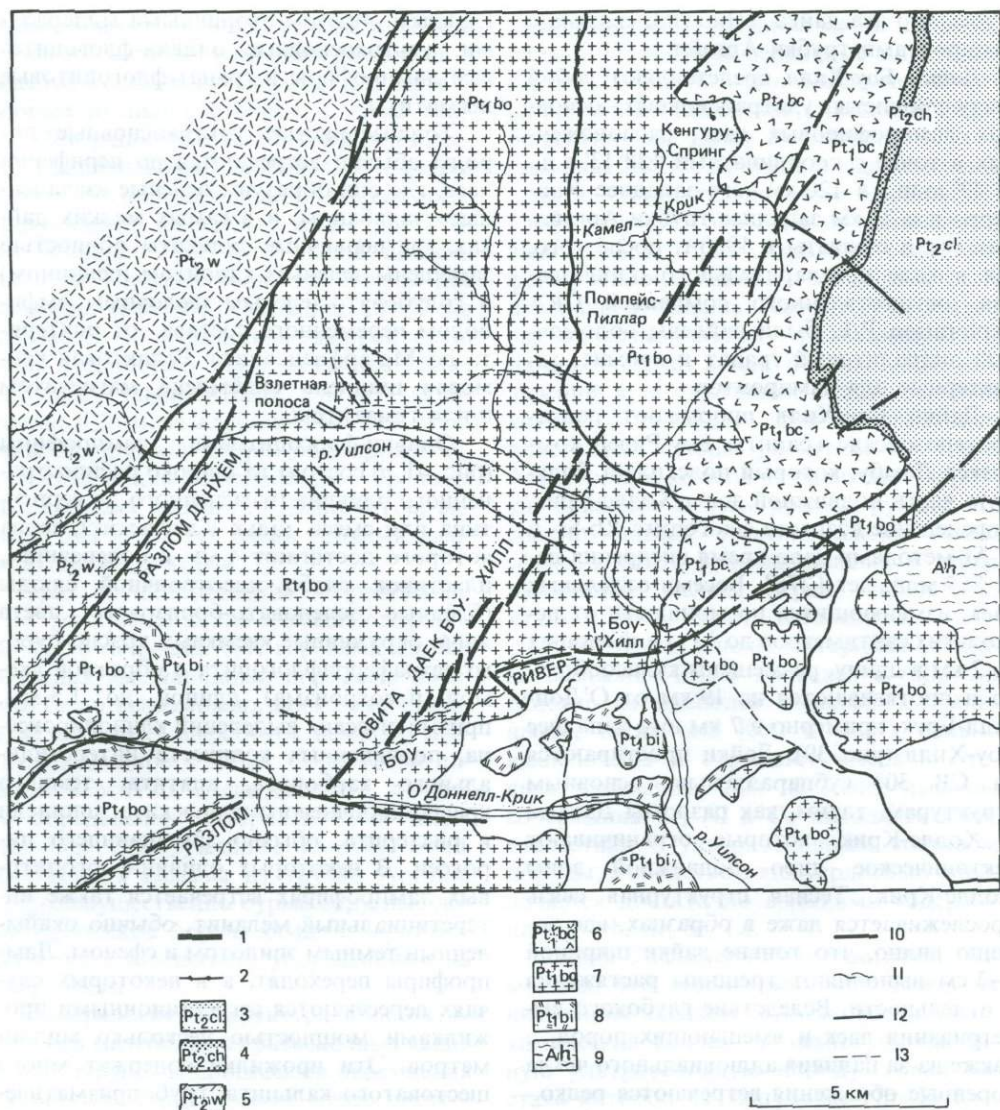 Pt₁bo
Pt₁bc
Pt₂ch
Кенгуру-
Спринг
Pt₁bc
Камел-Крик
Pt₂cl
Pt₂w
Помпейс-
Пиллар
Pt₁bo
Взлетная
полоса
Pt₁bc
Pt₂w
р.Уилсон
РАЗЛОМ ДАНХЕМ
Pt₁bo
Pt₂w
Pt₁bc
Ah
Pt₁bo
СВИТА ДАЕК БОУ-ХИЛЛ
Боу-
Хилл
Pt₁bo
Pt₁bi
БОУ-РИВЕР
Pt₁bo
Pt₁bo
Pt₁bo
Pt₁bi
О'Доннелл-Крик
Pt₁bo
РАЗЛОМ
Pt₁bo
р.Уилсон
Pt₁bi
1
2
Pt₂cl 3
Pt₂ch 4
Pt₂w 5
Pt₁bc 6
Pt₁bo 7
Pt₁bi 8
Ah 9
10
11
12
13
5 км